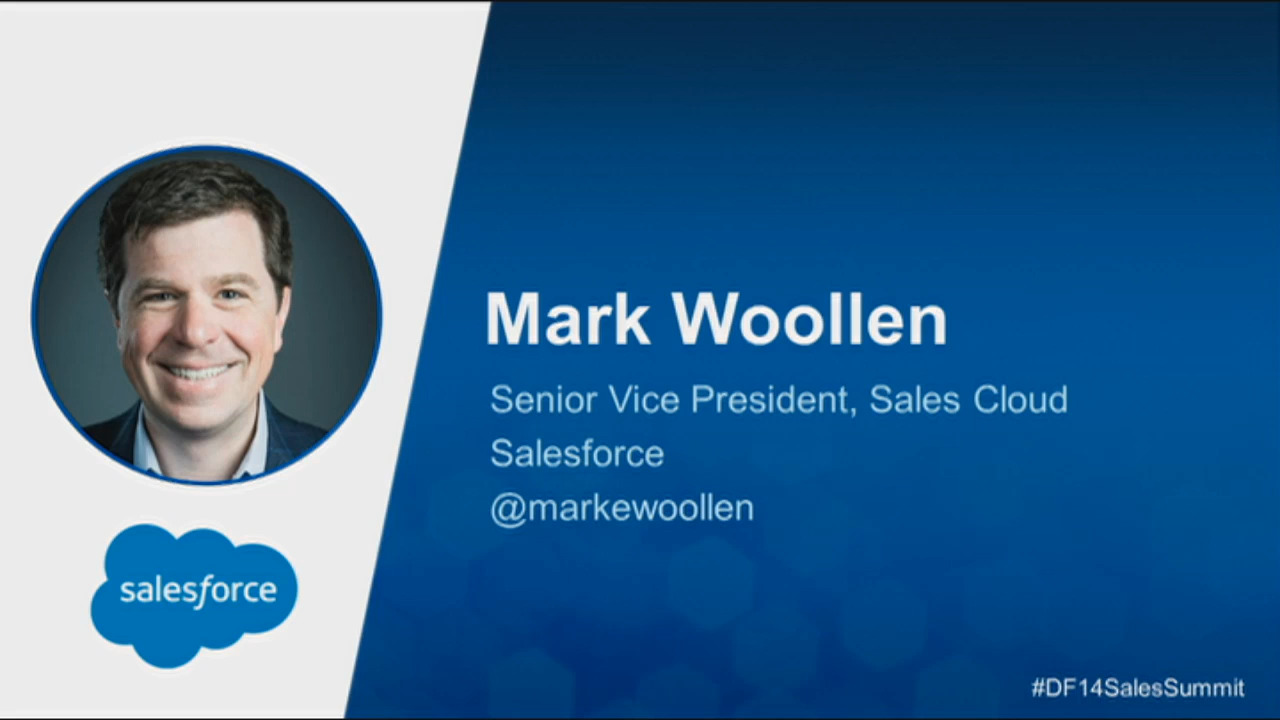 Mark Woollen
Senior Vice President, Sales Cloud
Salesforce
@markewoollen
salesforce
#DF14SalesSummit